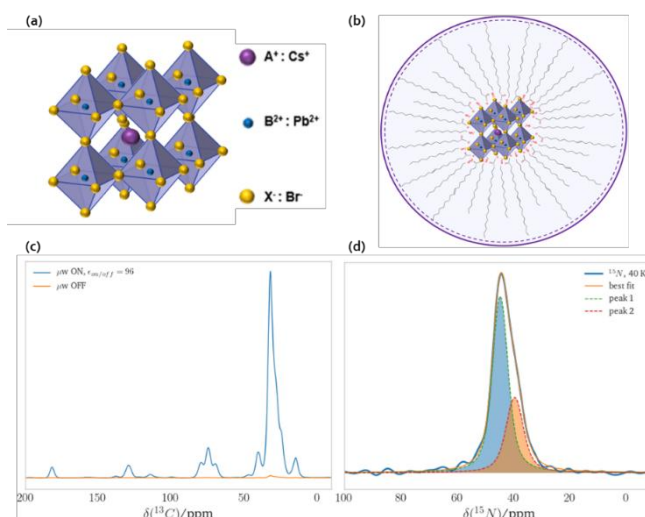 (a)
A⁺ : Cs⁺
B²⁺ : Pb²⁺
X⁻ : Br⁻
(b)
(c)
μw ON, ϵon/off = 96
μw OFF
200 150 100 50 0
δ(¹³C)/ppm
(d)
¹⁵N, 40 K
best fit
peak 1
peak 2
100 80 60 40 20 0
δ(¹⁵N)/ppm